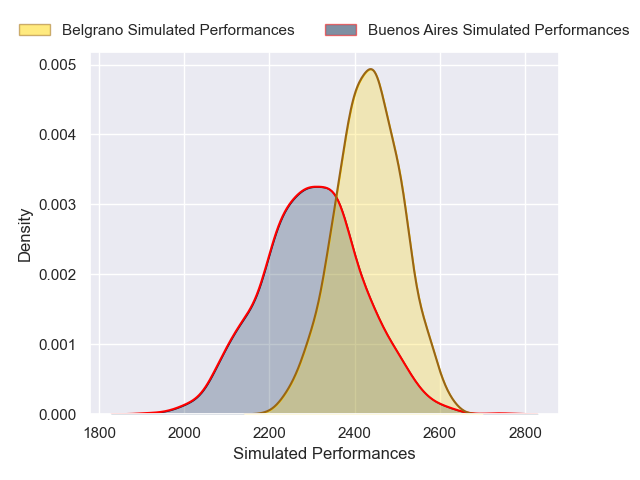 Belgrano Simulated Performances
Buenos Aires Simulated Performances
Density
0.005
0.004
0.003
0.002
0.001
0.000
1800 2000 2200 2400 2600 2800
Simulated Performances